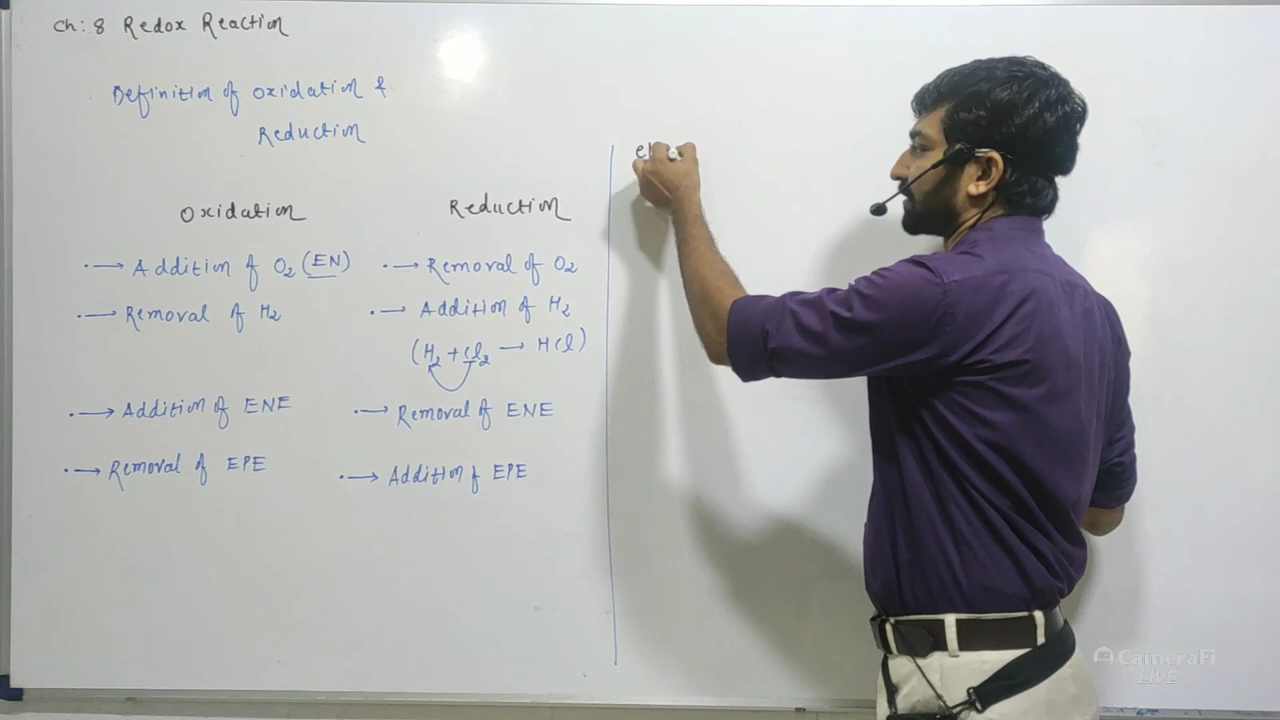 Ch: 8 Redox Reaction
Definition of oxidation &
Reduction
Oxidation
·→ Addition of O₂ (EN)
·→ Removal of H₂
·→ Addition of ENE
·→ Removal of EPE
Reduction
·→ Removal of O₂
·→ Addition of H₂
(H₂ + Cl₂ → HCl)
·→ Removal of ENE
·→ Addition of EPE
CameraFi
LIVE